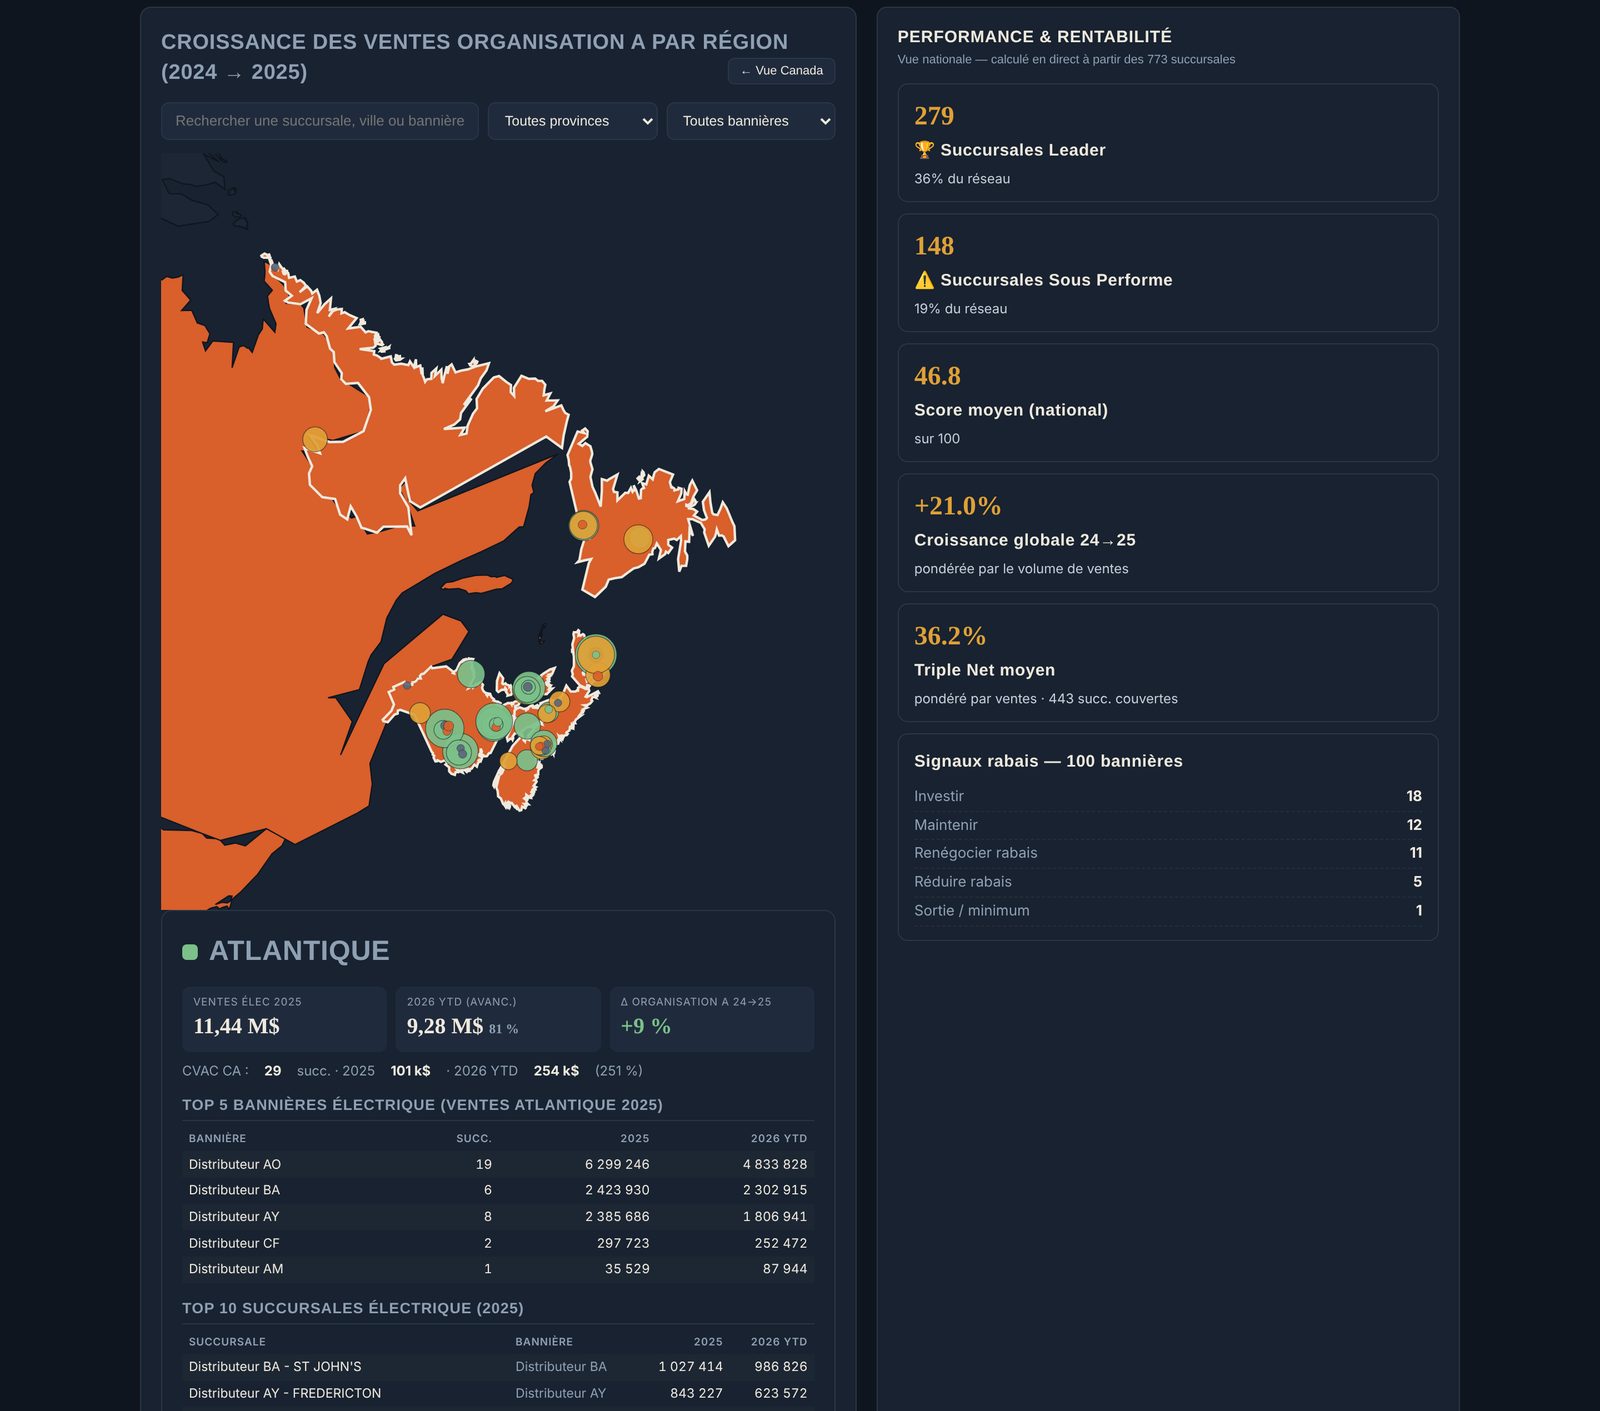 CROISSANCE DES VENTES ORGANISATION A PAR RÉGION
(2024 → 2025)
← Vue Canada
Rechercher une succursale, ville ou bannière
Toutes provinces
Toutes bannières
ATLANTIQUE
VENTES ÉLEC 2025
11,44 M$
2026 YTD (AVANC.)
9,28 M$ 81 %
Δ ORGANISATION A 24→25
+9 %
CVAC CA : 29 succ. · 2025 101 k$ · 2026 YTD 254 k$ (251 %)
TOP 5 BANNIÈRES ÉLECTRIQUE (VENTES ATLANTIQUE 2025)
BANNIÈRE SUCC. 2025 2026 YTD
Distributeur AO 19 6 299 246 4 833 828
Distributeur BA 6 2 423 930 2 302 915
Distributeur AY 8 2 385 686 1 806 941
Distributeur CF 2 297 723 252 472
Distributeur AM 1 35 529 87 944
TOP 10 SUCCURSALES ÉLECTRIQUE (2025)
SUCCURSALE BANNIÈRE 2025 2026 YTD
Distributeur BA - ST JOHN'S Distributeur BA 1 027 414 986 826
Distributeur AY - FREDERICTON Distributeur AY 843 227 623 572
PERFORMANCE & RENTABILITÉ
Vue nationale — calculé en direct à partir des 773 succursales
279
🏆 Succursales Leader
36% du réseau
148
⚠️ Succursales Sous Performe
19% du réseau
46.8
Score moyen (national)
sur 100
+21.0%
Croissance globale 24→25
pondérée par le volume de ventes
36.2%
Triple Net moyen
pondéré par ventes · 443 succ. couvertes
Signaux rabais — 100 bannières
Investir 18
Maintenir 12
Renégocier rabais 11
Réduire rabais 5
Sortie / minimum 1